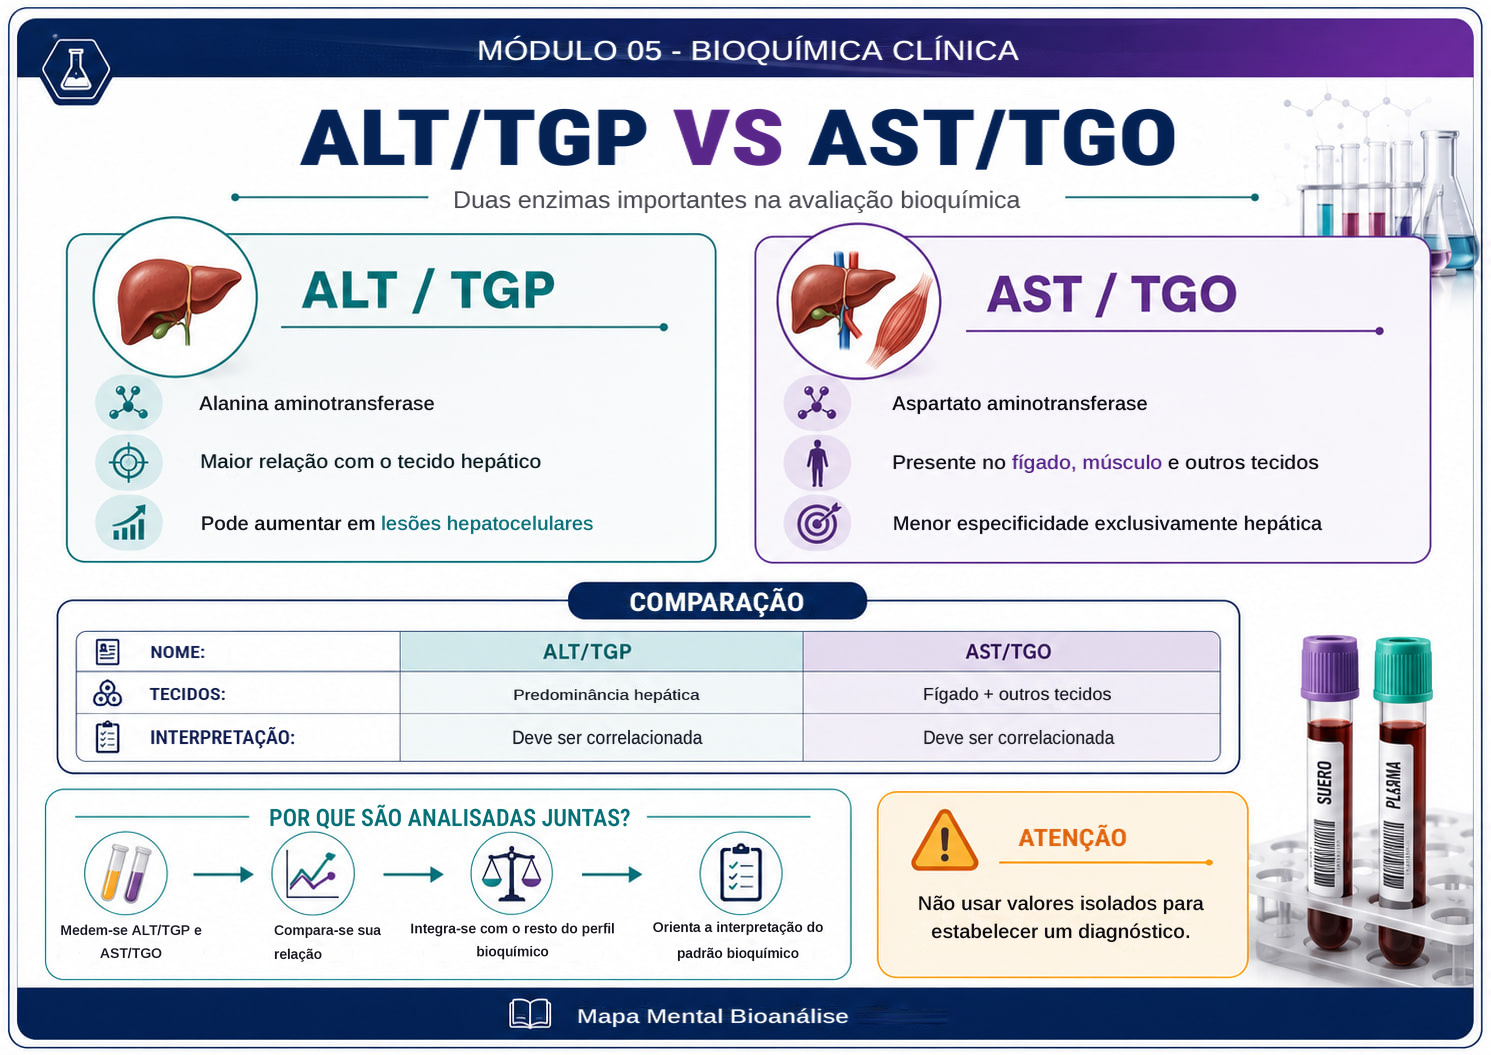 MÓDULO 05 - BIOQUÍMICA CLÍNICA
ALT/TGP VS AST/TGO
Duas enzimas importantes na avaliação bioquímica
ALT / TGP
Alanina aminotransferase
Maior relação com o tecido hepático
Pode aumentar em lesões hepatocelulares
AST / TGO
Aspartato aminotransferase
Presente no fígado, músculo e outros tecidos
Menor especificidade exclusivamente hepática
COMPARAÇÃO
NOME: ALT/TGP AST/TGO
TECIDOS: Predominância hepática Fígado + outros tecidos
INTERPRETAÇÃO: Deve ser correlacionada Deve ser correlacionada
POR QUE SÃO ANALISADAS JUNTAS?
Medem-se ALT/TGP e
AST/TGO
Compara-se sua
relação
Integra-se com o resto do perfil
bioquímico
Orienta a interpretação do
padrão bioquímico
ATENÇÃO
Não usar valores isolados para
estabelecer um diagnóstico.
SUERO
Mapa Mental Bioanálise